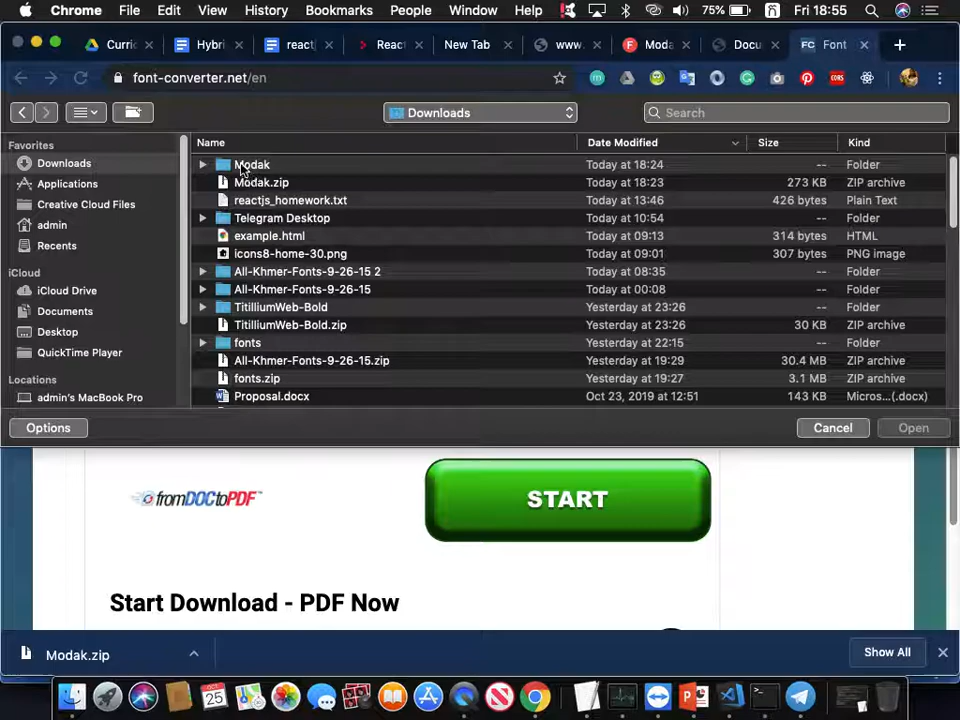 Chrome File Edit View History Bookmarks People Window Help 75% Fri 18:55
Curric Hybri react React New Tab www. Moda Docu FC Font
font-converter.net/en CORS
Downloads Search
Favorites Name Date Modified Size Kind
Downloads Modak Today at 18:24 -- Folder
Applications Modak.zip Today at 18:23 273 KB ZIP archive
Creative Cloud Files reactjs_homework.txt Today at 13:46 426 bytes Plain Text
admin Telegram Desktop Today at 10:54 -- Folder
Recents example.html Today at 09:13 314 bytes HTML
icons8-home-30.png Today at 09:01 307 bytes PNG image
iCloud All-Khmer-Fonts-9-26-15 2 Today at 08:35 -- Folder
iCloud Drive All-Khmer-Fonts-9-26-15 Today at 00:08 -- Folder
Documents TitilliumWeb-Bold Yesterday at 23:26 -- Folder
Desktop TitilliumWeb-Bold.zip Yesterday at 23:26 30 KB ZIP archive
QuickTime Player fonts Yesterday at 22:15 -- Folder
All-Khmer-Fonts-9-26-15.zip Yesterday at 19:29 30.4 MB ZIP archive
Locations fonts.zip Yesterday at 19:27 3.1 MB ZIP archive
admin's MacBook Pro Proposal.docx Oct 23, 2019 at 12:51 143 KB Micros...(.docx)
Options Cancel Open
fromDOCtoPDF START
Start Download - PDF Now
Modak.zip Show All
OCT 25